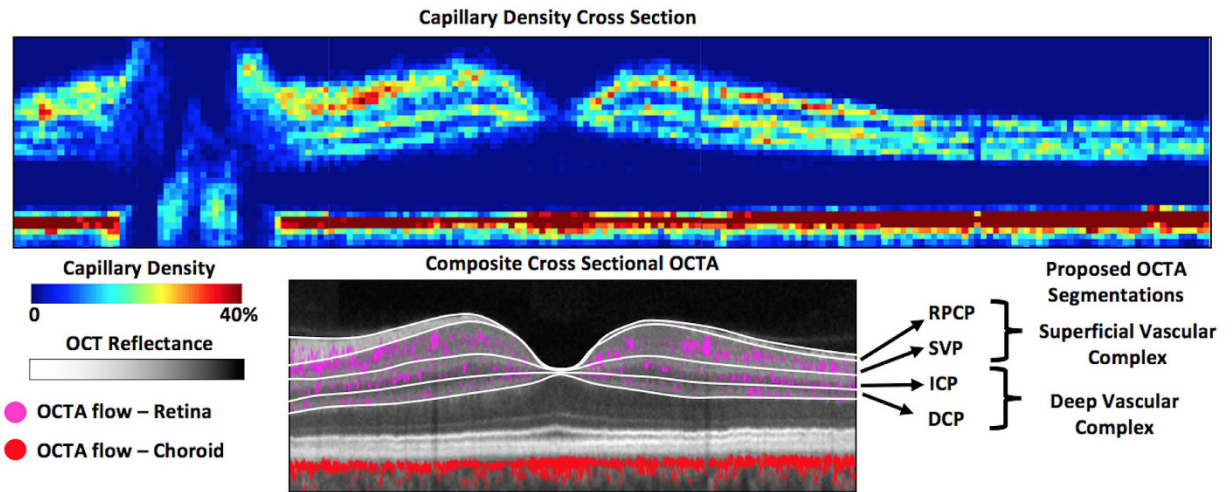 Capillary Density Cross Section
Capillary Density
0 40%
OCT Reflectance
OCTA flow – Retina
OCTA flow – Choroid
Composite Cross Sectional OCTA
Proposed OCTA
Segmentations
RPCP
SVP
ICP
DCP
Superficial Vascular
Complex
Deep Vascular
Complex